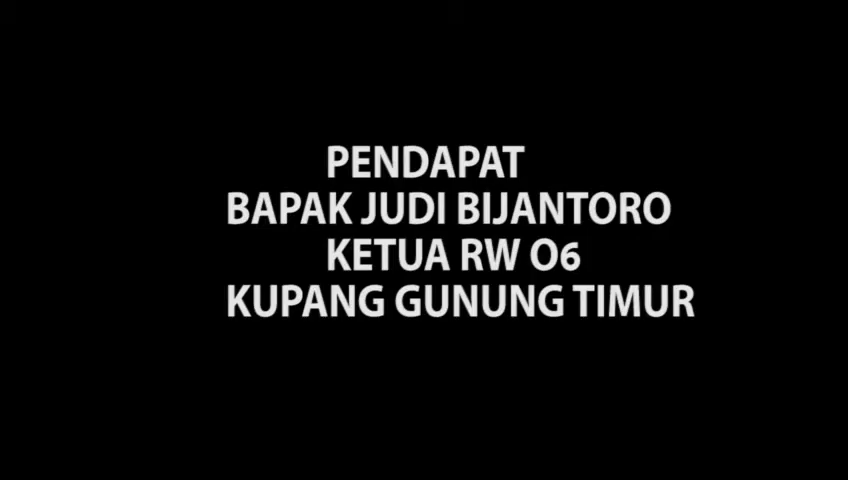 PENDAPAT
BAPAK JUDI BIJANTORO
KETUA RW O6
KUPANG GUNUNG TIMUR